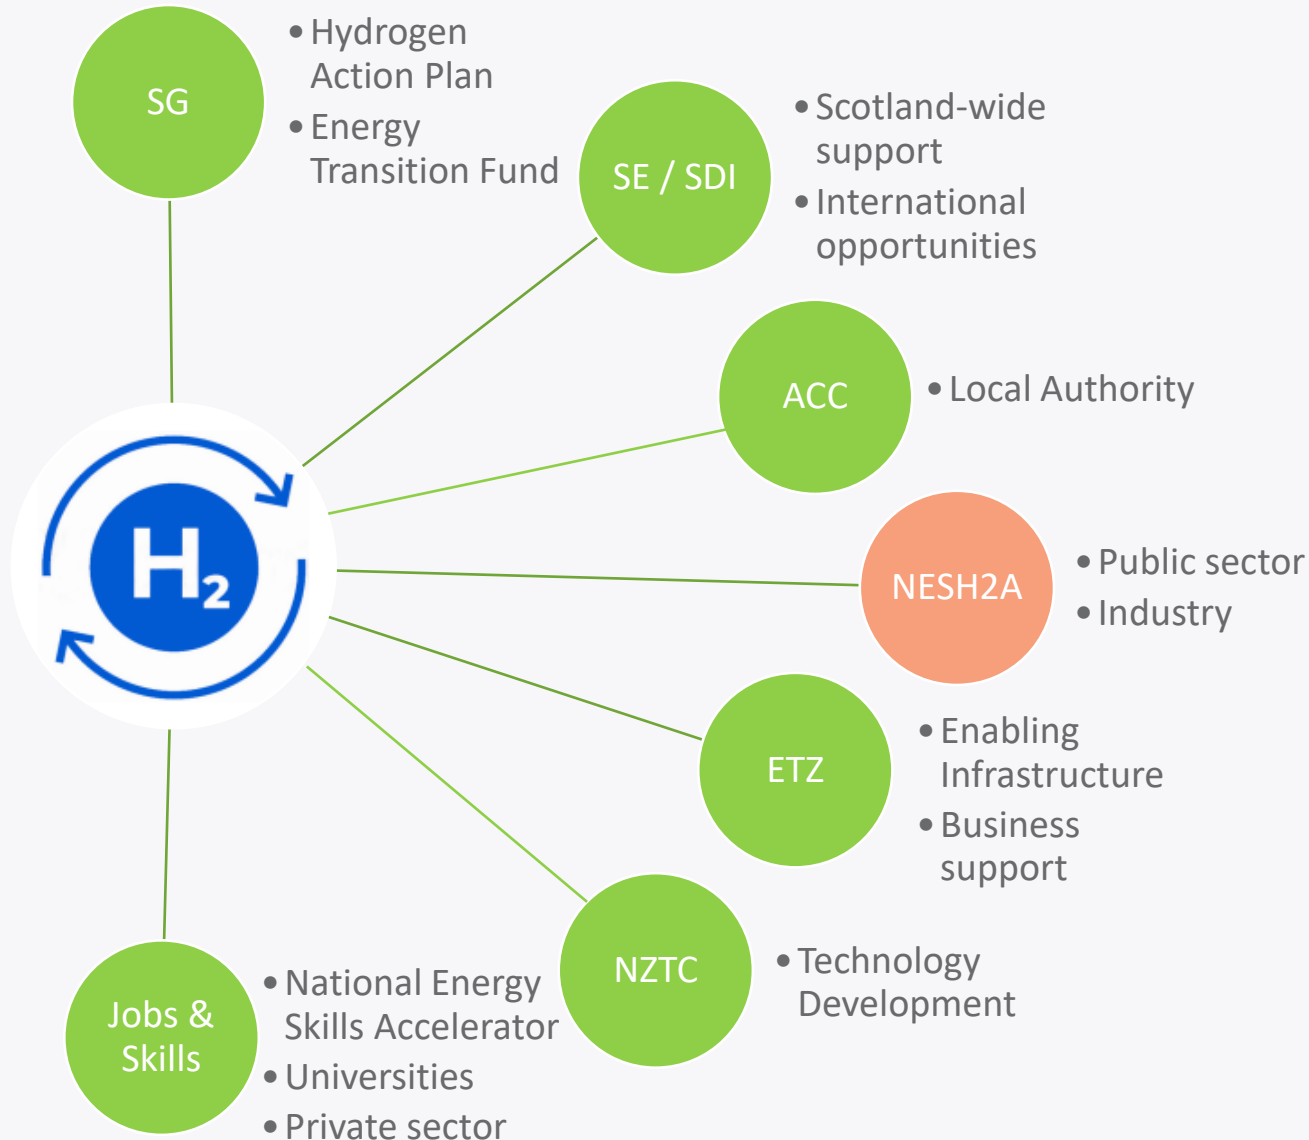 SG
• Hydrogen
Action Plan
• Energy
Transition Fund
SE / SDI
• Scotland-wide
support
• International
opportunities
ACC
• Local Authority
H₂
NESH2A
• Public sector
• Industry
ETZ
• Enabling
Infrastructure
• Business
support
NZTC
• Technology
Development
Jobs &
Skills
• National Energy
Skills Accelerator
• Universities
• Private sector